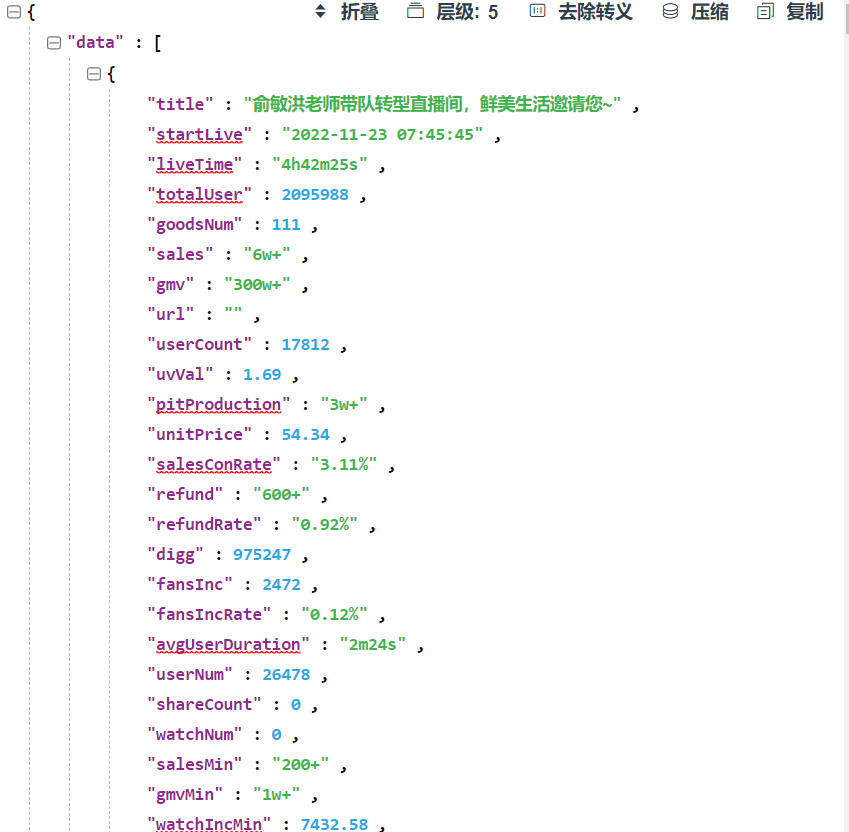 { 折叠 层级: 5 去除转义 压缩 复制
"data" : [
{
"title" : "俞敏洪老师带队转型直播间，鲜美生活邀请您~" ,
"startLive" : "2022-11-23 07:45:45" ,
"liveTime" : "4h42m25s" ,
"totalUser" : 2095988 ,
"goodsNum" : 111 ,
"sales" : "6w+" ,
"gmv" : "300w+" ,
"url" : "" ,
"userCount" : 17812 ,
"uvVal" : 1.69 ,
"pitProduction" : "3w+" ,
"unitPrice" : 54.34 ,
"salesConRate" : "3.11%" ,
"refund" : "600+" ,
"refundRate" : "0.92%" ,
"digg" : 975247 ,
"fansInc" : 2472 ,
"fansIncRate" : "0.12%" ,
"avgUserDuration" : "2m24s" ,
"userNum" : 26478 ,
"shareCount" : 0 ,
"watchNum" : 0 ,
"salesMin" : "200+" ,
"gmvMin" : "1w+" ,
"watchIncMin" : 7432.58 ,